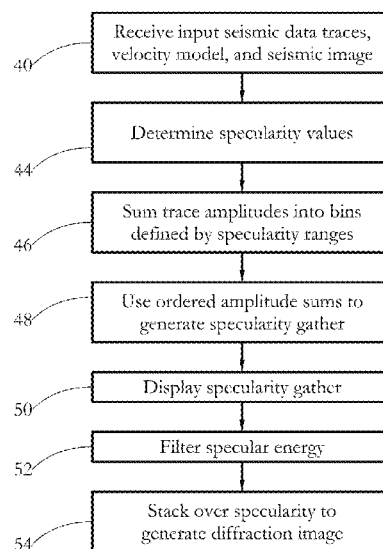 Receive input seismic data traces,
velocity model, and seismic image
40
Determine specularity values
44
Sum trace amplitudes into bins
defined by specularity ranges
46
Use ordered amplitude sums to
generate specularity gather
48
Display specularity gather
50
Filter specular energy
52
Stack over specularity to
generate diffraction image
54